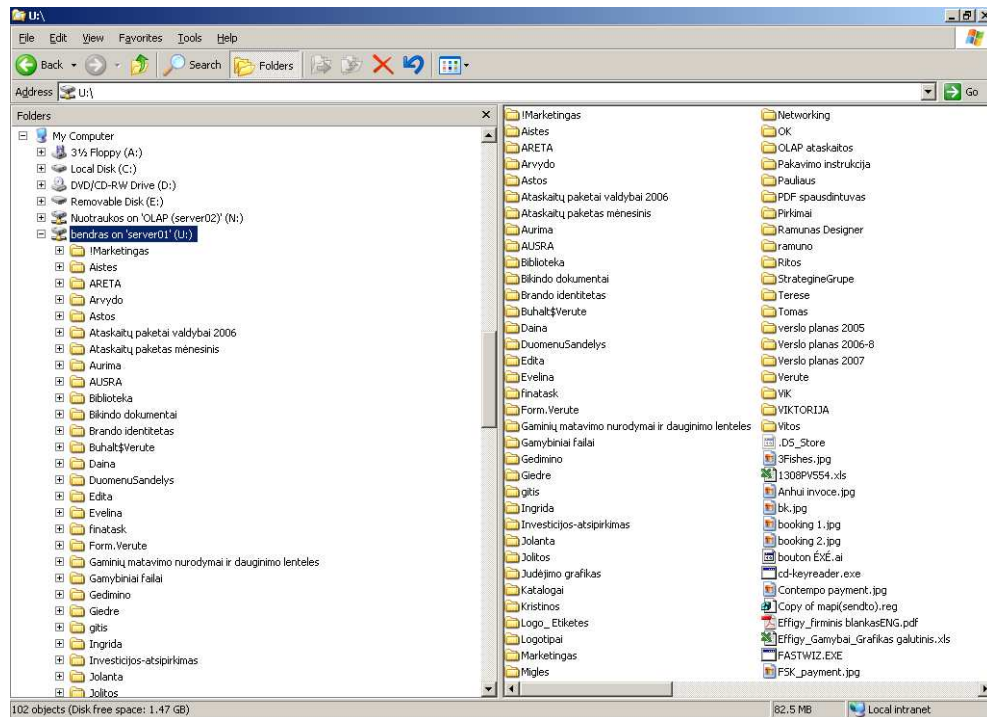 U:\
File Edit View Favorites Tools Help
Back Search Folders
Address U:\ Go
Folders
My Computer
3½ Floppy (A:)
Local Disk (C:)
DVD/CD-RW Drive (D:)
Removable Disk (E:)
Nuotraukos on 'OLAP (server02)' (N:)
bendras on 'server01' (U:)
!Marketingas
Aistes
ARETA
Arvydo
Astos
Ataskaitų paketai valdybai 2006
Ataskaitų paketas mėnesinis
Aurima
AUSRA
Biblioteka
Bikindo dokumentai
Brando identitetas
Buhalt$Verute
Daina
DuomenuSandelys
Edita
Evelina
finatask
Form.Verute
Gaminių matavimo nurodymai ir dauginimo lenteles
Gamybiniai failai
Gedimino
Giedre
gitis
Ingrida
Investicijos-atsipirkimas
Jolanta
Jolitos
!Marketingas
Aistes
ARETA
Arvydo
Astos
Ataskaitų paketai valdybai 2006
Ataskaitų paketas mėnesinis
Aurima
AUSRA
Biblioteka
Bikindo dokumentai
Brando identitetas
Buhalt$Verute
Daina
DuomenuSandelys
Edita
Evelina
finatask
Form.Verute
Gaminių matavimo nurodymai ir dauginimo lenteles
Gamybiniai failai
Gedimino
Giedre
gitis
Ingrida
Investicijos-atsipirkimas
Jolanta
Jolitos
Judėjimo grafikas
Katalogai
Kristinos
Logo_ Etiketes
Logotipai
Marketingas
Migles
Networking
OK
OLAP ataskaitos
Pakavimo instrukcija
Pauliaus
PDF spausdintuvas
Pirkimai
Ramunas Designer
ramuno
Ritos
StrategineGrupe
Terese
Tomas
verslo planas 2005
Verslo planas 2006-8
Verslo planas 2007
Verute
ViK
VIKTORIJA
Vitos
.DS_Store
3Fishes.jpg
1308PV554.xls
Anhui invoce.jpg
bk.jpg
booking 1.jpg
booking 2.jpg
bouton ÉXÉ.ai
cd-keyreader.exe
Contempo payment.jpg
Copy of mapi(sendto).reg
Effigy_firminis blankasENG.pdf
Effigy_Gamybai_Grafikas galutinis.xls
FASTWIZ.EXE
FSK_payment.jpg
102 objects (Disk free space: 1.47 GB) 82.5 MB Local intranet